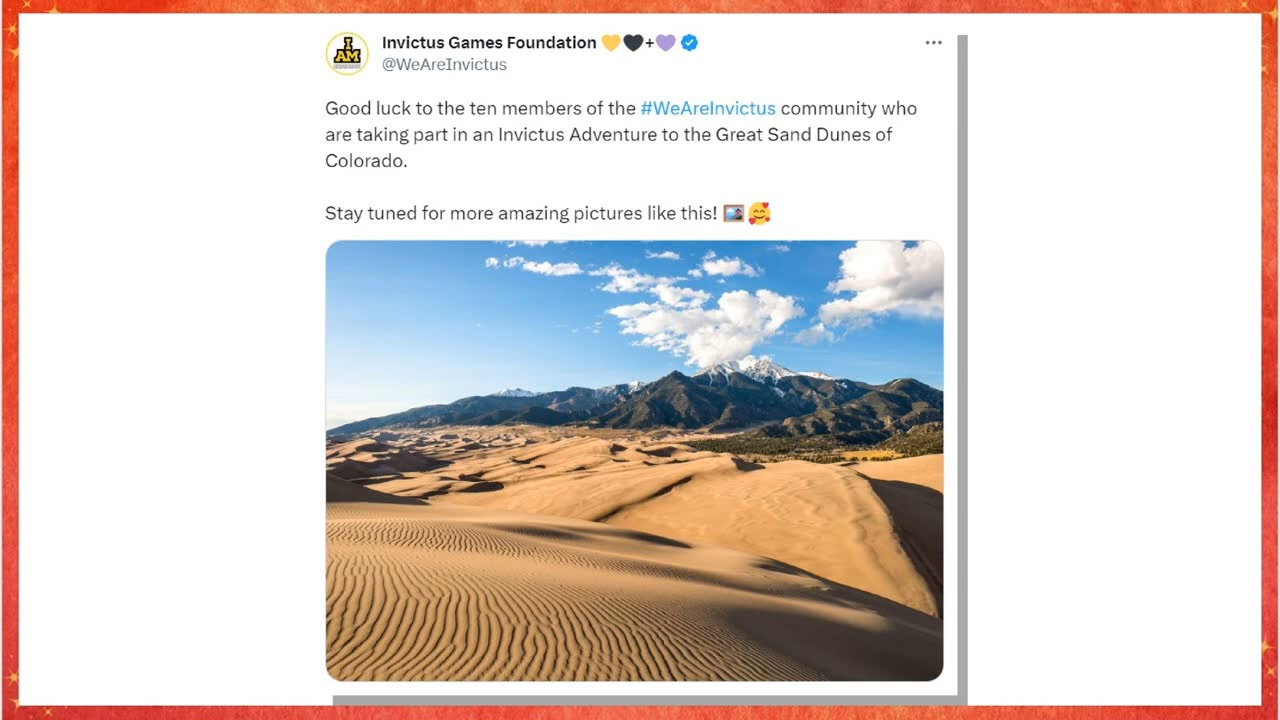 Invictus Games Foundation 💛🖤+💜
@WeAreInvictus
I
AM
Good luck to the ten members of the #WeAreInvictus community who
are taking part in an Invictus Adventure to the Great Sand Dunes of
Colorado.
Stay tuned for more amazing pictures like this! 🖼️🥰